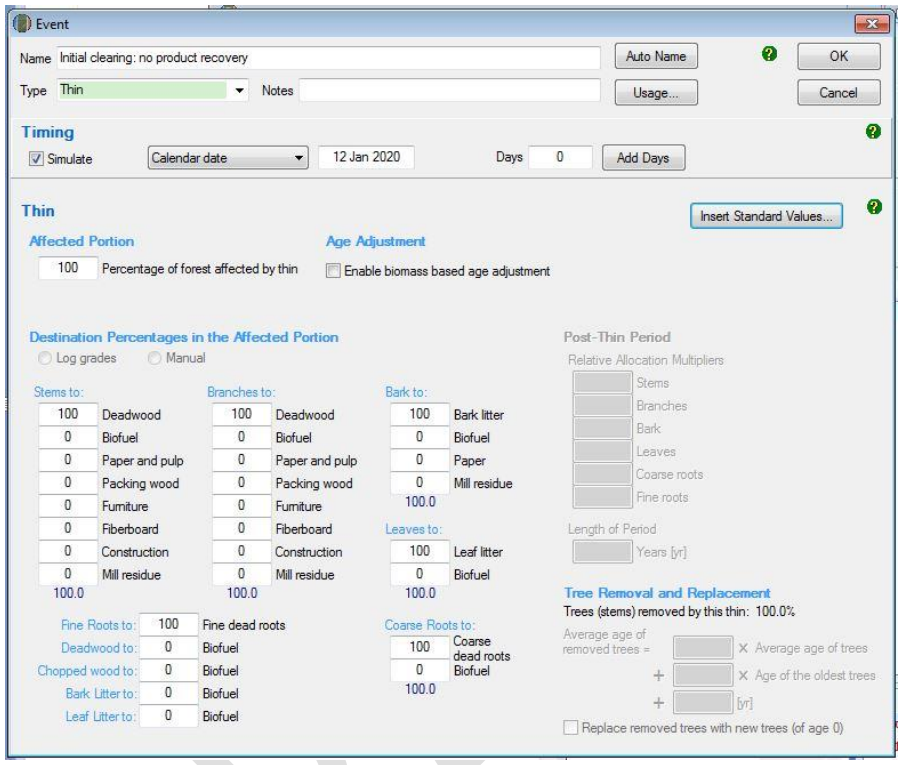 Event
Name Initial clearing: no product recovery Auto Name OK
Type Thin Notes Usage... Cancel
Timing
Simulate Calendar date 12 Jan 2020 Days 0 Add Days
Thin Insert Standard Values...
Affected Portion Age Adjustment
100 Percentage of forest affected by thin Enable biomass based age adjustment
Destination Percentages in the Affected Portion
Log grades Manual
Stems to:
100 Deadwood
0 Biofuel
0 Paper and pulp
0 Packing wood
0 Furniture
0 Fiberboard
0 Construction
0 Mill residue
100.0
Branches to:
100 Deadwood
0 Biofuel
0 Paper and pulp
0 Packing wood
0 Furniture
0 Fiberboard
0 Construction
0 Mill residue
100.0
Bark to:
100 Bark litter
0 Biofuel
0 Paper
0 Mill residue
100.0
Leaves to:
100 Leaf litter
0 Biofuel
100.0
Fine Roots to: 100 Fine dead roots
Deadwood to: 0 Biofuel
Chopped wood to: 0 Biofuel
Bark Litter to: 0 Biofuel
Leaf Litter to: 0 Biofuel
Coarse Roots to:
100 Coarse
dead roots
0 Biofuel
100.0
Post-Thin Period
Relative Allocation Multipliers
Stems
Branches
Bark
Leaves
Coarse roots
Fine roots
Length of Period
Years [yr]
Tree Removal and Replacement
Trees (stems) removed by this thin: 100.0%
Average age of
removed trees = X Average age of trees
+ X Age of the oldest trees
+ [yr]
Replace removed trees with new trees (of age 0)